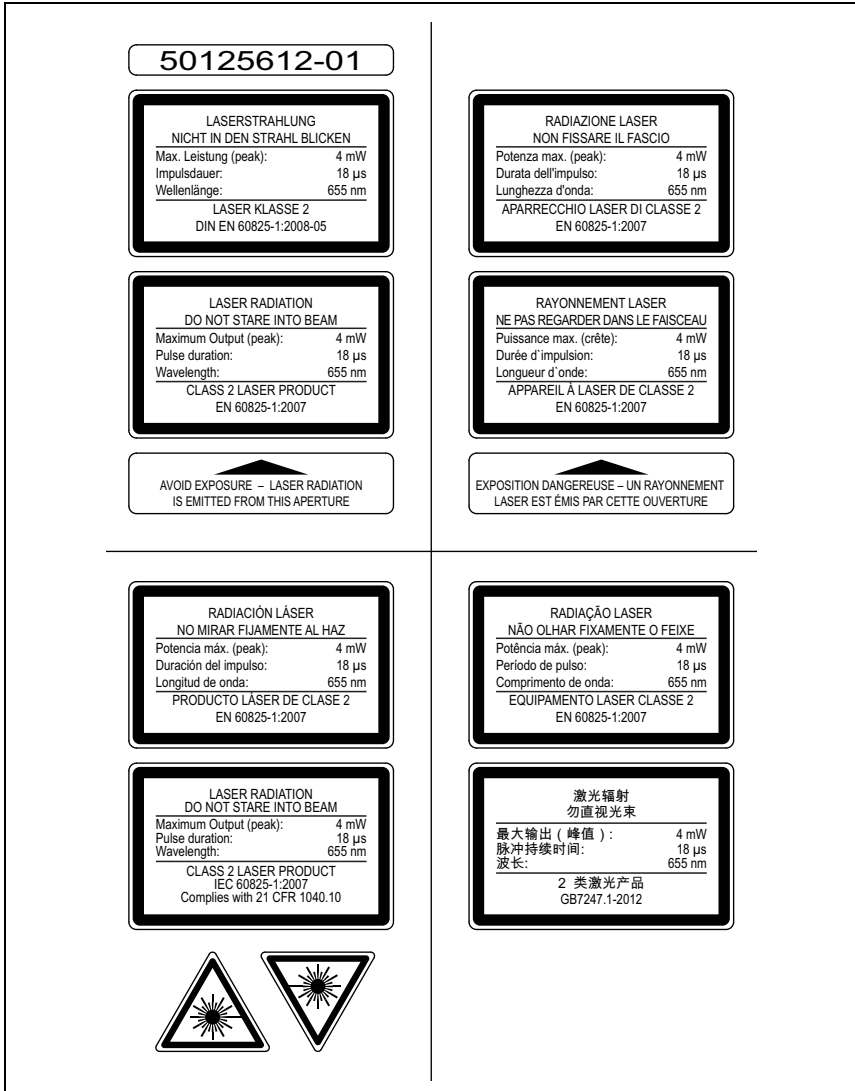 50125612-01
LASERSTRAHLUNG
NICHT IN DEN STRAHL BLICKEN
Max. Leistung (peak): 4 mW
Impulsdauer: 18 µs
Wellenlänge: 655 nm
LASER KLASSE 2
DIN EN 60825-1:2008-05
LASER RADIATION
DO NOT STARE INTO BEAM
Maximum Output (peak): 4 mW
Pulse duration: 18 µs
Wavelength: 655 nm
CLASS 2 LASER PRODUCT
EN 60825-1:2007
AVOID EXPOSURE – LASER RADIATION
IS EMITTED FROM THIS APERTURE
RADIAZIONE LASER
NON FISSARE IL FASCIO
Potenza max. (peak): 4 mW
Durata dell'impulso: 18 µs
Lunghezza d'onda: 655 nm
APARRECCHIO LASER DI CLASSE 2
EN 60825-1:2007
RAYONNEMENT LASER
NE PAS REGARDER DANS LE FAISCEAU
Puissance max. (crête): 4 mW
Durée d`impulsion: 18 µs
Longueur d`onde: 655 nm
APPAREIL À LASER DE CLASSE 2
EN 60825-1:2007
EXPOSITION DANGEREUSE – UN RAYONNEMENT
LASER EST ÉMIS PAR CETTE OUVERTURE
RADIACIÓN LÁSER
NO MIRAR FIJAMENTE AL HAZ
Potencia máx. (peak): 4 mW
Duración del impulso: 18 µs
Longitud de onda: 655 nm
PRODUCTO LÁSER DE CLASE 2
EN 60825-1:2007
LASER RADIATION
DO NOT STARE INTO BEAM
Maximum Output (peak): 4 mW
Pulse duration: 18 µs
Wavelength: 655 nm
CLASS 2 LASER PRODUCT
IEC 60825-1:2007
Complies with 21 CFR 1040.10
RADIAÇÃO LASER
NÃO OLHAR FIXAMENTE O FEIXE
Potência máx. (peak): 4 mW
Período de pulso: 18 µs
Comprimento de onda: 655 nm
EQUIPAMENTO LASER CLASSE 2
EN 60825-1:2007
激光辐射
勿直视光束
最大输出 ( 峰值 ) : 4 mW
脉冲持续时间: 18 µs
波长: 655 nm
2 类激光产品
GB7247.1-2012